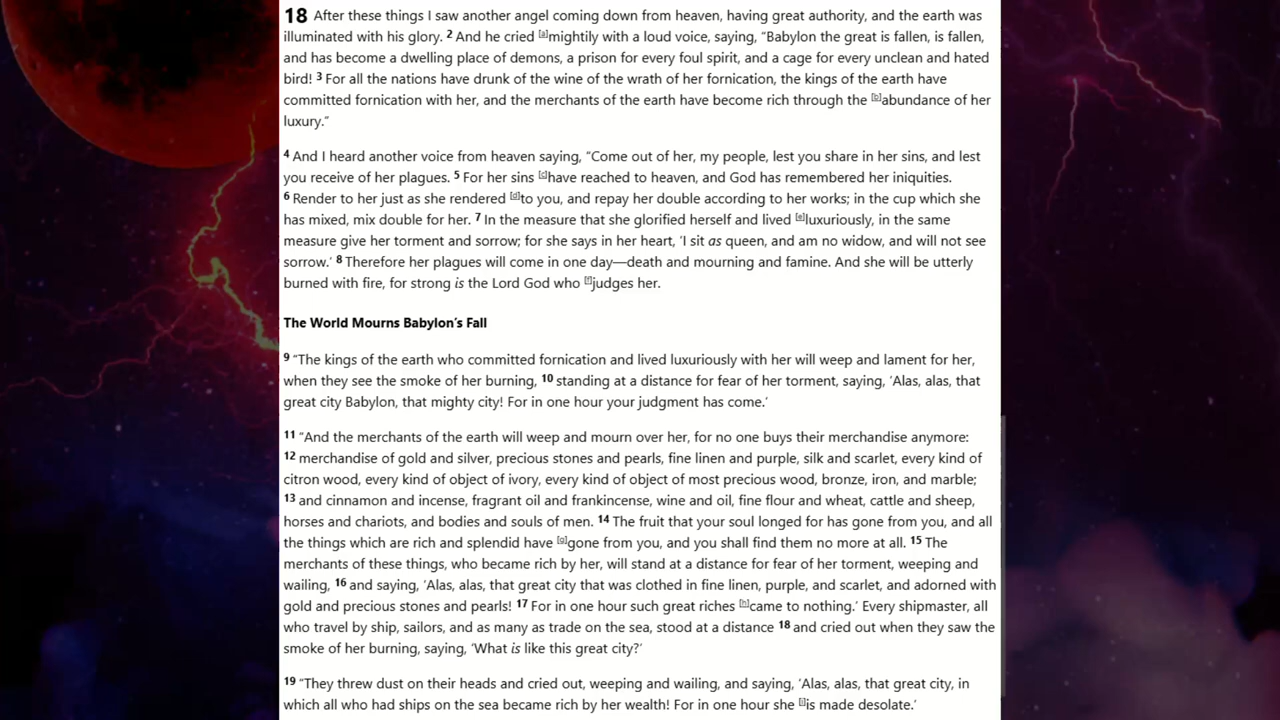 18 After these things I saw another angel coming down from heaven, having great authority, and the earth was
illuminated with his glory. 2 And he cried [a]mightily with a loud voice, saying, “Babylon the great is fallen, is fallen,
and has become a dwelling place of demons, a prison for every foul spirit, and a cage for every unclean and hated
bird! 3 For all the nations have drunk of the wine of the wrath of her fornication, the kings of the earth have
committed fornication with her, and the merchants of the earth have become rich through the [b]abundance of her
luxury.”
4 And I heard another voice from heaven saying, “Come out of her, my people, lest you share in her sins, and lest
you receive of her plagues. 5 For her sins [c]have reached to heaven, and God has remembered her iniquities.
6 Render to her just as she rendered [d]to you, and repay her double according to her works; in the cup which she
has mixed, mix double for her. 7 In the measure that she glorified herself and lived [e]luxuriously, in the same
measure give her torment and sorrow; for she says in her heart, ‘I sit as queen, and am no widow, and will not see
sorrow.’ 8 Therefore her plagues will come in one day—death and mourning and famine. And she will be utterly
burned with fire, for strong is the Lord God who [f]judges her.
The World Mourns Babylon’s Fall
9 “The kings of the earth who committed fornication and lived luxuriously with her will weep and lament for her,
when they see the smoke of her burning, 10 standing at a distance for fear of her torment, saying, ‘Alas, alas, that
great city Babylon, that mighty city! For in one hour your judgment has come.’
11 “And the merchants of the earth will weep and mourn over her, for no one buys their merchandise anymore:
12 merchandise of gold and silver, precious stones and pearls, fine linen and purple, silk and scarlet, every kind of
citron wood, every kind of object of ivory, every kind of object of most precious wood, bronze, iron, and marble;
13 and cinnamon and incense, fragrant oil and frankincense, wine and oil, fine flour and wheat, cattle and sheep,
horses and chariots, and bodies and souls of men. 14 The fruit that your soul longed for has gone from you, and all
the things which are rich and splendid have [g]gone from you, and you shall find them no more at all. 15 The
merchants of these things, who became rich by her, will stand at a distance for fear of her torment, weeping and
wailing, 16 and saying, ‘Alas, alas, that great city that was clothed in fine linen, purple, and scarlet, and adorned with
gold and precious stones and pearls! 17 For in one hour such great riches [h]came to nothing.’ Every shipmaster, all
who travel by ship, sailors, and as many as trade on the sea, stood at a distance 18 and cried out when they saw the
smoke of her burning, saying, ‘What is like this great city?’
19 “They threw dust on their heads and cried out, weeping and wailing, and saying, ‘Alas, alas, that great city, in
which all who had ships on the sea became rich by her wealth! For in one hour she [i]is made desolate.’